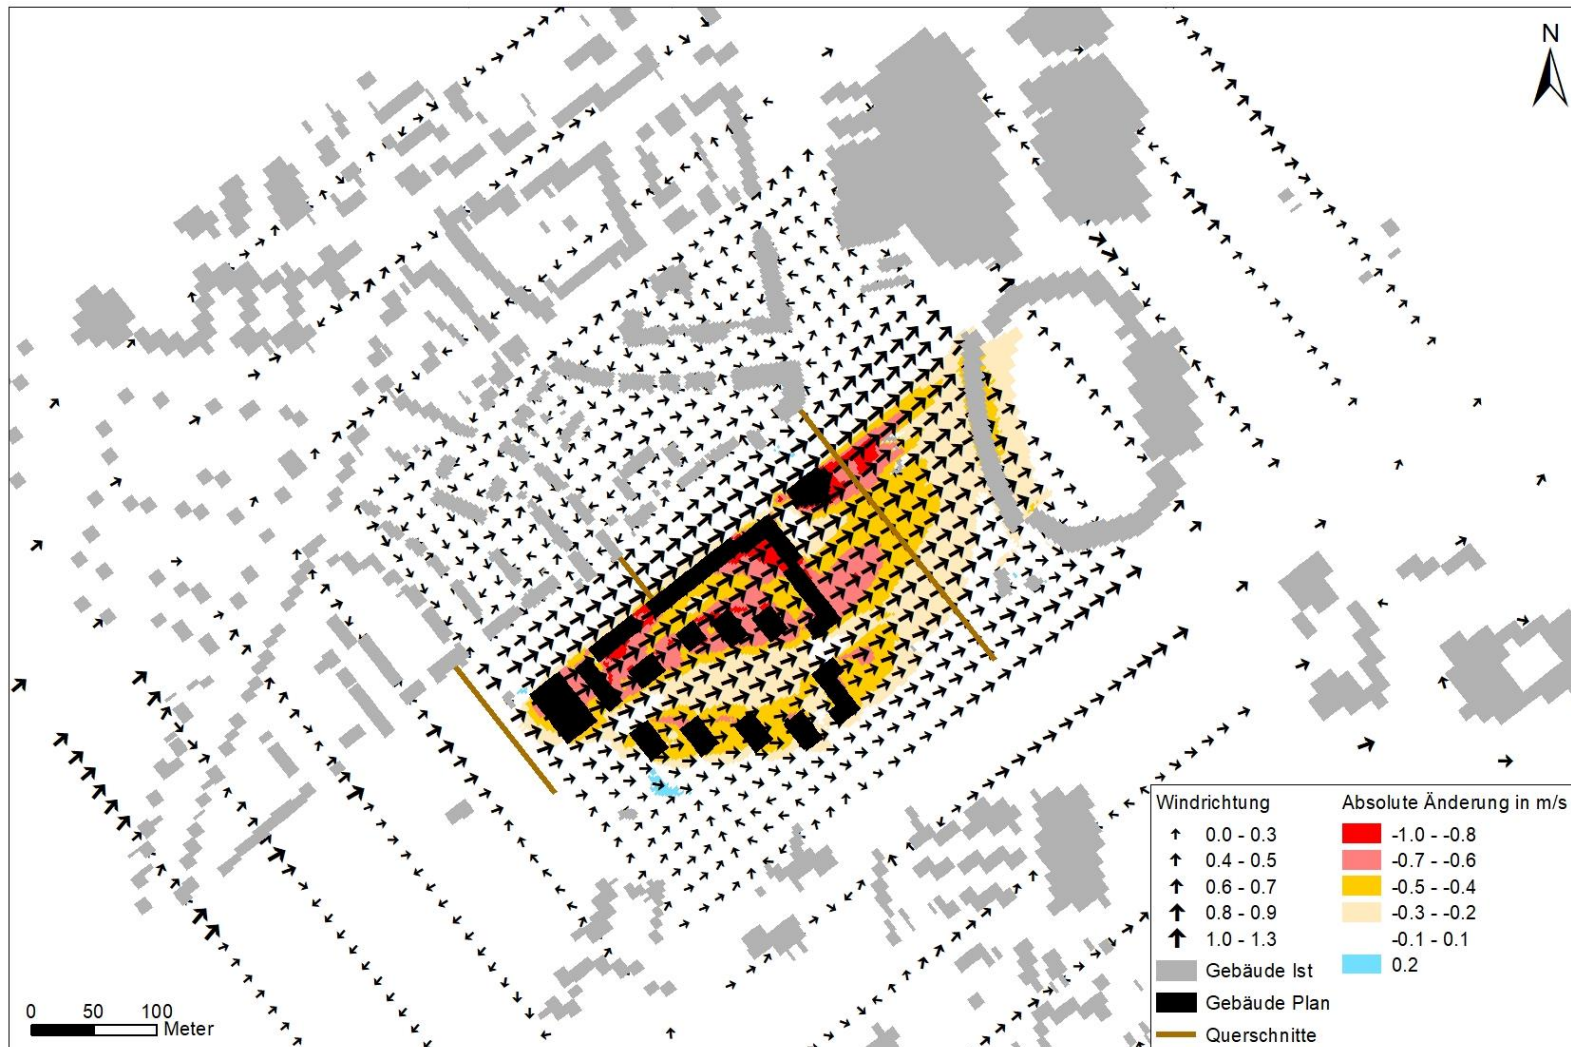 N
Windrichtung
0.0 - 0.3
0.4 - 0.5
0.6 - 0.7
0.8 - 0.9
1.0 - 1.3
Gebäude Ist
Gebäude Plan
Querschnitte
Absolute Änderung in m/s
-1.0 - -0.8
-0.7 - -0.6
-0.5 - -0.4
-0.3 - -0.2
-0.1 - 0.1
0.2
0 50 100
Meter